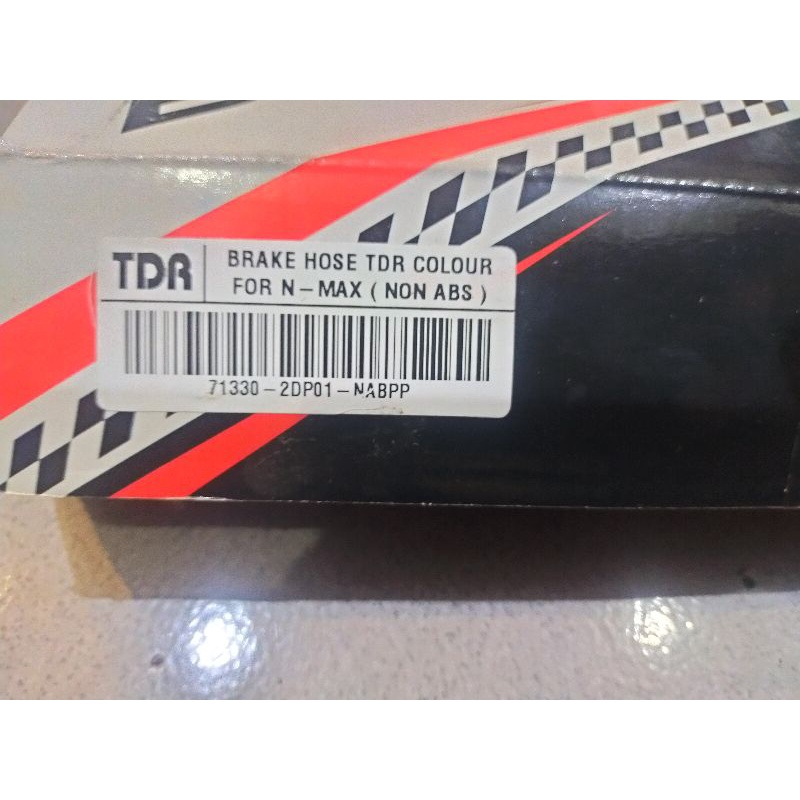 TDR
BRAKE HOSE TDR COLOUR
FOR N-MAX ( NON ABS )
71330-2DP01-NABPP